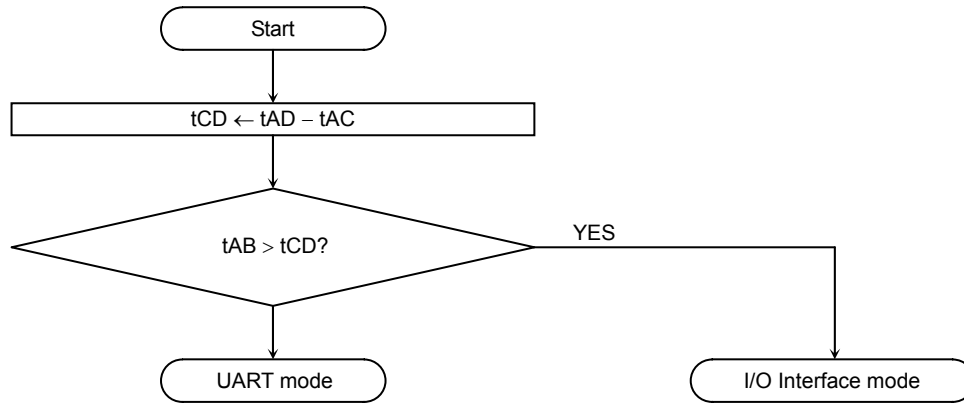 Start
tCD ← tAD − tAC
tAB > tCD?
YES
UART mode
I/O Interface mode